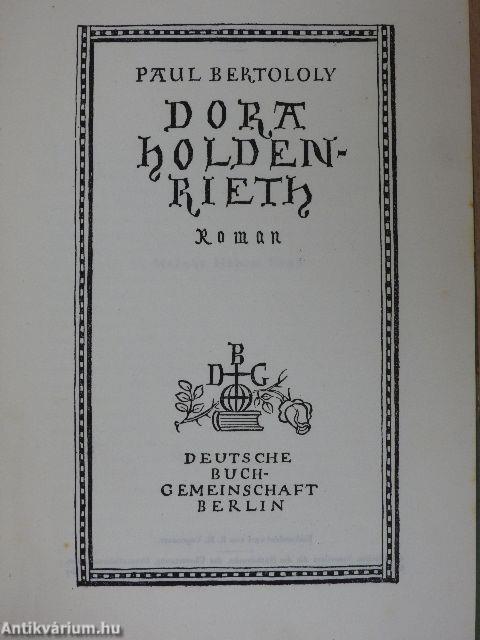 PAUL BERTOLOLY
DORA
HOLDEN-
RIETH
Roman
B
D G
DEUTSCHE
BUCH-
GEMEINSCHAFT
BERLIN
Antikvárium.hu